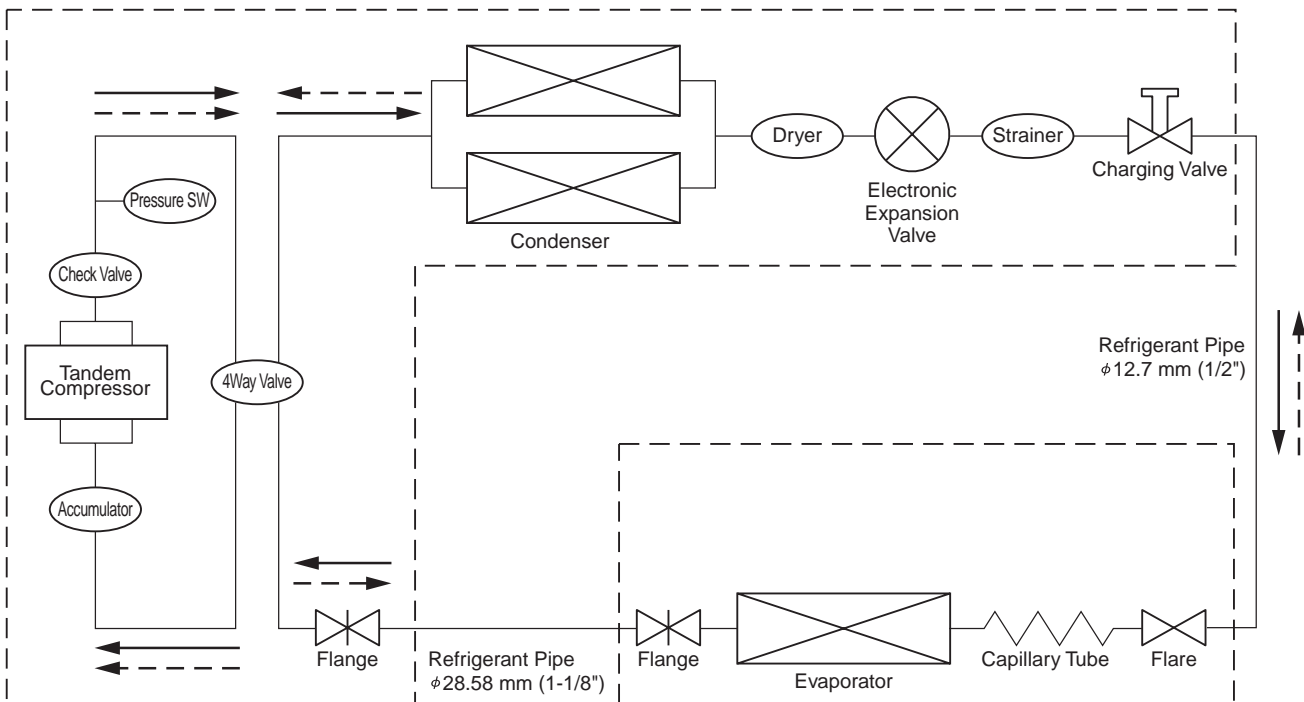 Dryer
Strainer
Pressure SW
Charging Valve
Electronic
Expansion
Valve
Condenser
Check Valve
Refrigerant Pipe
ϕ12.7 mm (1/2")
Tandem
Compressor
4Way Valve
Accumulator
Flange
Refrigerant Pipe
ϕ28.58 mm (1-1/8")
Flange
Evaporator
Capillary Tube
Flare